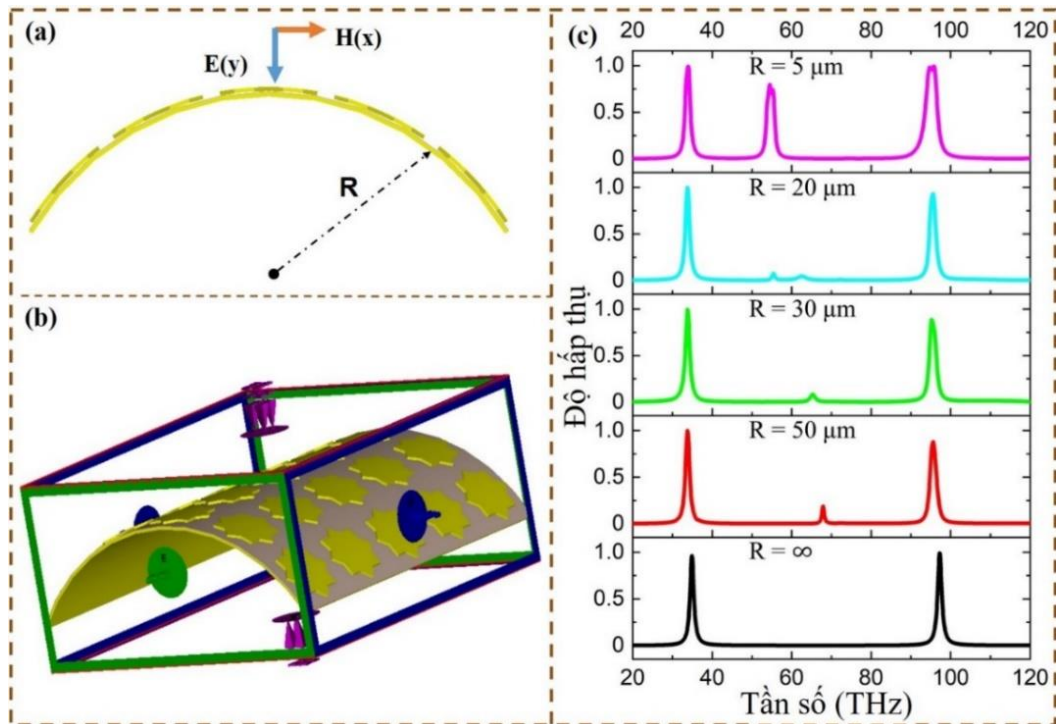 (a)
H(x)
E(y)
R
(b)
(c)
20 40 60 80 100 120
R = 5 μm
1.0
0.5
0
R = 20 μm
1.0
0.5
0
R = 30 μm
1.0
0.5
0
R = 50 μm
1.0
0.5
0
R = ∞
1.0
0.5
0
Độ hấp thụ
20 40 60 80 100 120
Tần số (THz)